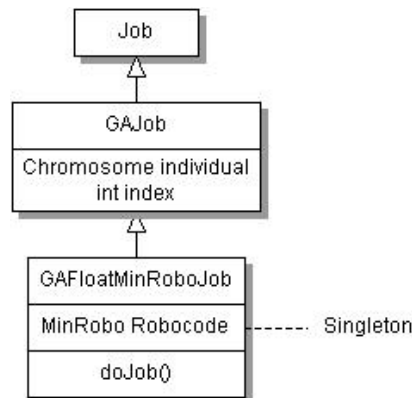 Job
GAJob
Chromosome individual
int index
GAFloatMinRoboJob
MinRobo Robocode
Singleton
doJob()